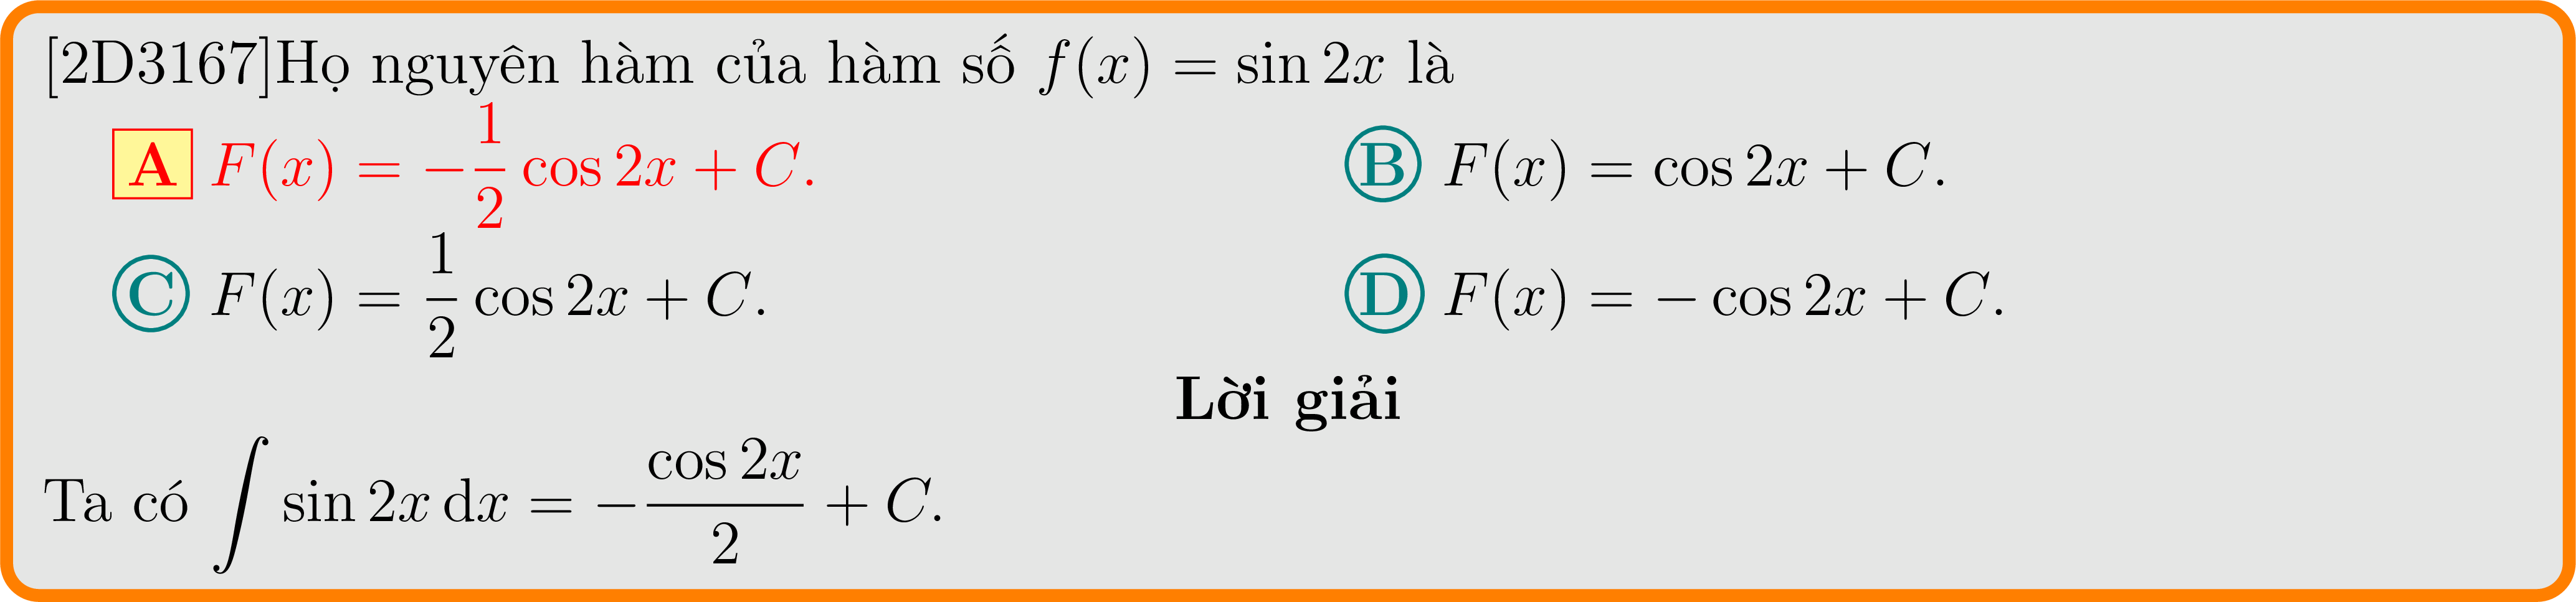 [2D3167]Họ nguyên hàm của hàm số f(x) = sin 2x là
A F(x) = −\frac{1}{2} cos 2x + C. B F(x) = cos 2x + C.
C F(x) = \frac{1}{2} cos 2x + C. D F(x) = − cos 2x + C.
Lời giải
Ta có ∫ sin 2x dx = −\frac{cos 2x}{2} + C.